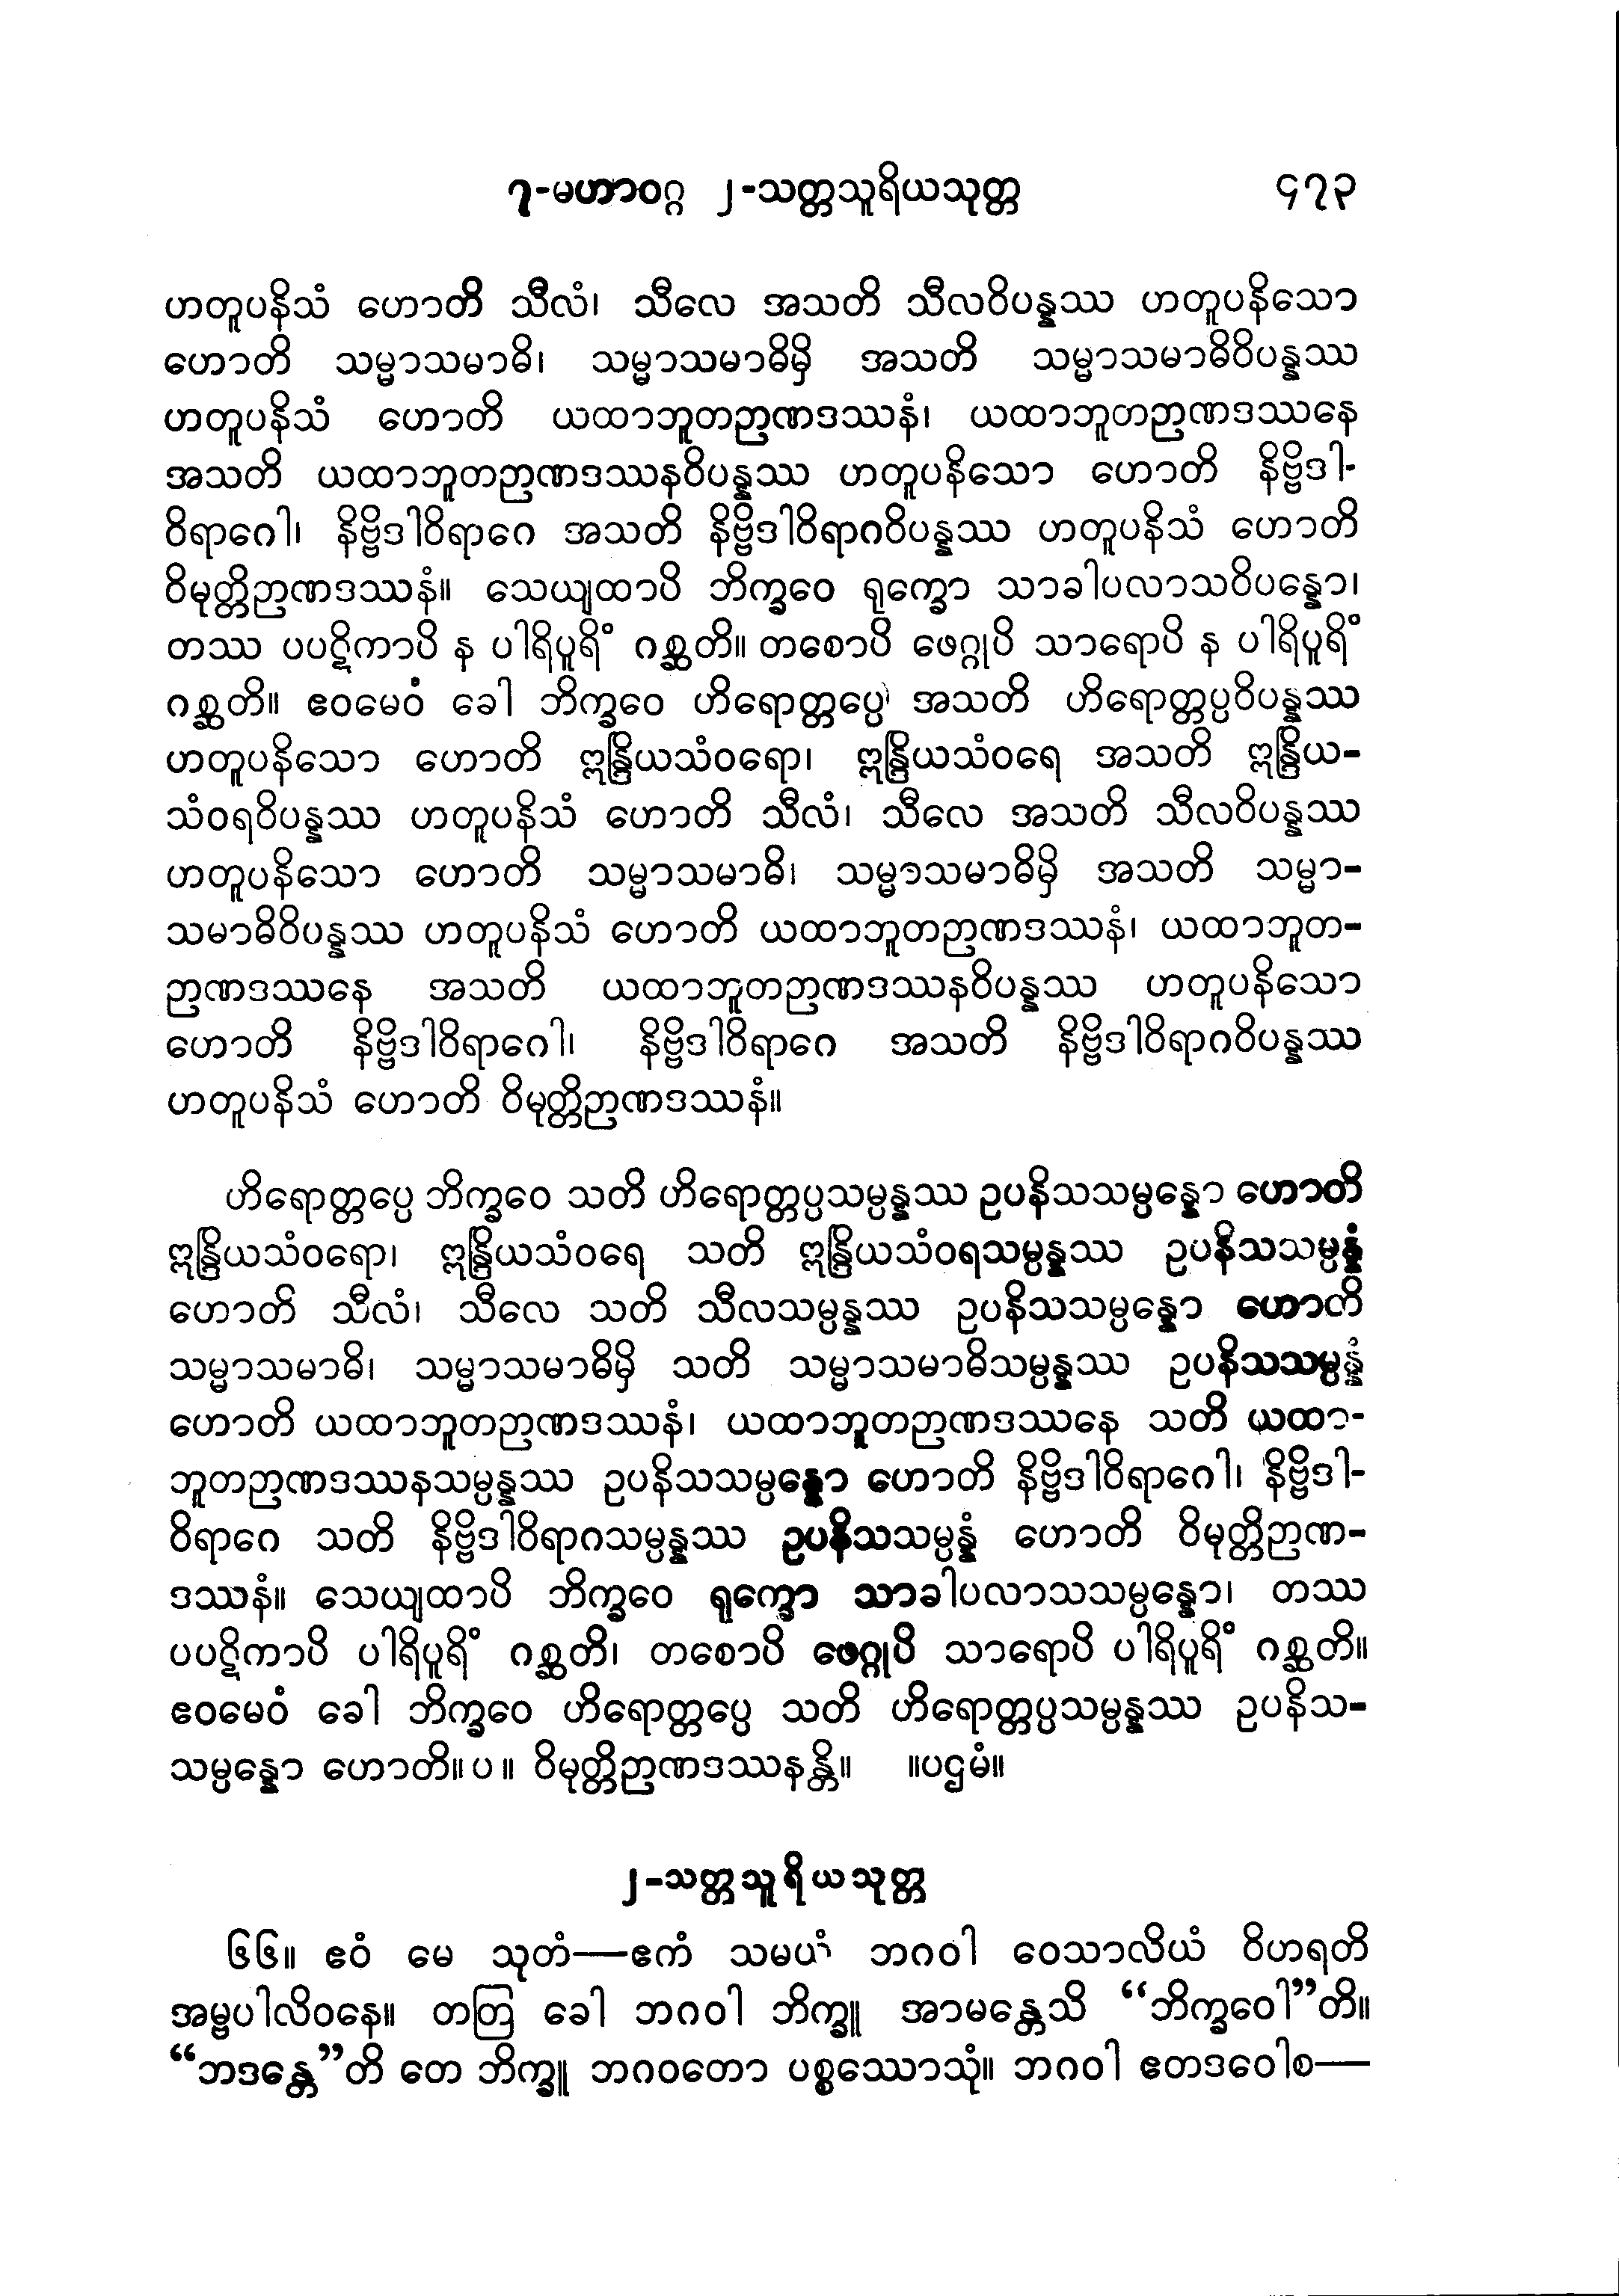 ၇-မဟာဝဂ္ဂ ၂-သတ္တသူရိယသုတ္တ ၄၇၃
ဟတူပနိသံ ဟောတိ သီလံ၊ သီလေ အသတိ သီလဝိပန္နဿ ဟတူပနိသော
ဟောတိ သမ္မာသမာဓိ၊ သမ္မာသမာဓိမှိ အသတိ သမ္မာသမာဓိဝိပန္နဿ
ဟတူပနိသံ ဟောတိ ယထာဘူတဉာဏဒဿနံ၊ ယထာဘူတဉာဏဒဿနေ
အသတိ ယထာဘူတဉာဏဒဿနဝိပန္နဿ ဟတူပနိသော ဟောတိ နိဗ္ဗိဒါ-
ဝိရာဂေါ၊ နိဗ္ဗိဒါဝိရာဂေ အသတိ နိဗ္ဗိဒါဝိရာဂဝိပန္နဿ ဟတူပနိသံ ဟောတိ
ဝိမုတ္တိဉာဏဒဿနံ။ သေယျထာပိ ဘိက္ခဝေ ရုက္ခော သာခါပလာသဝိပန္နော၊
တဿ ပပဋိကာပိ န ပါရိပူရိံ ဂစ္ဆတိ။ တစောပိ ဖေဂ္ဂုပိ သာရောပိ န ပါရိပူရိံ
ဂစ္ဆတိ။ ဧဝမေဝံ ခေါ ဘိက္ခဝေ ဟိရောတ္တပ္ပေ အသတိ ဟိရောတ္တပ္ပဝိပန္နဿ
ဟတူပနိသော ဟောတိ ဣန္ဒြိယသံဝရော၊ ဣန္ဒြိယသံဝရေ အသတိ ဣန္ဒြိယ-
သံဝရဝိပန္နဿ ဟတူပနိသံ ဟောတိ သီလံ၊ သီလေ အသတိ သီလဝိပန္နဿ
ဟတူပနိသော ဟောတိ သမ္မာသမာဓိ၊ သမ္မာသမာဓိမှိ အသတိ သမ္မာ-
သမာဓိဝိပန္နဿ ဟတူပနိသံ ဟောတိ ယထာဘူတဉာဏဒဿနံ၊ ယထာဘူတ-
ဉာဏဒဿနေ အသတိ ယထာဘူတဉာဏဒဿနဝိပန္နဿ ဟတူပနိသော
ဟောတိ နိဗ္ဗိဒါဝိရာဂေါ၊ နိဗ္ဗိဒါဝိရာဂေ အသတိ နိဗ္ဗိဒါဝိရာဂဝိပန္နဿ
ဟတူပနိသံ ဟောတိ ဝိမုတ္တိဉာဏဒဿနံ။
ဟိရောတ္တပ္ပေ ဘိက္ခဝေ သတိ ဟိရောတ္တပ္ပသမ္ပန္နဿ ဥပနိသသမ္ပန္နော ဟောတိ
ဣန္ဒြိယသံဝရော၊ ဣန္ဒြိယသံဝရေ သတိ ဣန္ဒြိယသံဝရသမ္ပန္နဿ ဥပနိသသမ္ပန္နံ
ဟောတိ သီလံ၊ သီလေ သတိ သီလသမ္ပန္နဿ ဥပနိသသမ္ပန္နော ဟောတိ
သမ္မာသမာဓိ၊ သမ္မာသမာဓိမှိ သတိ သမ္မာသမာဓိသမ္ပန္နဿ ဥပနိသသမ္ပန္နံ
ဟောတိ ယထာဘူတဉာဏဒဿနံ၊ ယထာဘူတဉာဏဒဿနေ သတိ ယထာ-
ဘူတဉာဏဒဿနသမ္ပန္နဿ ဥပနိသသမ္ပန္နော ဟောတိ နိဗ္ဗိဒါဝိရာဂေါ၊ နိဗ္ဗိဒါ-
ဝိရာဂေ သတိ နိဗ္ဗိဒါဝိရာဂသမ္ပန္နဿ ဥပနိသသမ္ပန္နံ ဟောတိ ဝိမုတ္တိဉာဏ-
ဒဿနံ။ သေယျထာပိ ဘိက္ခဝေ ရုက္ခော သာခါပလာသသမ္ပန္နော၊ တဿ
ပပဋိကာပိ ပါရိပူရိံ ဂစ္ဆတိ၊ တစောပိ ဖေဂ္ဂုပိ သာရောပိ ပါရိပူရိံ ဂစ္ဆတိ။
ဧဝမေဝံ ခေါ ဘိက္ခဝေ ဟိရောတ္တပ္ပေ သတိ ဟိရောတ္တပ္ပသမ္ပန္နဿ ဥပနိသ-
သမ္ပန္နော ဟောတိ။ပ။ ဝိမုတ္တိဉာဏဒဿနန္တိ။ ။ပဌမံ။
၂-သတ္တသူရိယသုတ္တ
၆၆။ ဧဝံ မေ သုတံ—ဧကံ သမယံ ဘဂဝါ ဝေသာလိယံ ဝိဟရတိ
အမ္ဗပါလိဝနေ။ တတြ ခေါ ဘဂဝါ ဘိက္ခူ အာမန္တေသိ “ဘိက္ခဝေါ”တိ။
“ဘဒန္တေ”တိ တေ ဘိက္ခူ ဘဂဝတော ပစ္စဿောသုံ။ ဘဂဝါ ဧတဒဝေါစ—